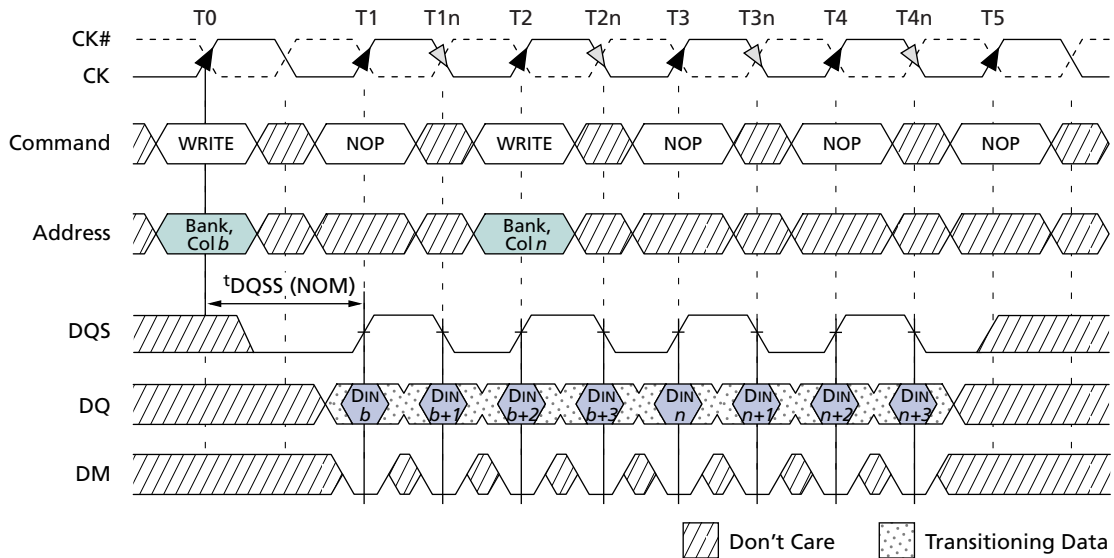 T0 T1 T1n T2 T2n T3 T3n T4 T4n T5
CK#
CK
Command WRITE NOP WRITE NOP NOP NOP
Address Bank, Col b Bank, Col n
tDQSS (NOM)
DQS
DQ DIN b DIN b+1 DIN b+2 DIN b+3 DIN n DIN n+1 DIN n+2 DIN n+3
DM
Don't Care Transitioning Data